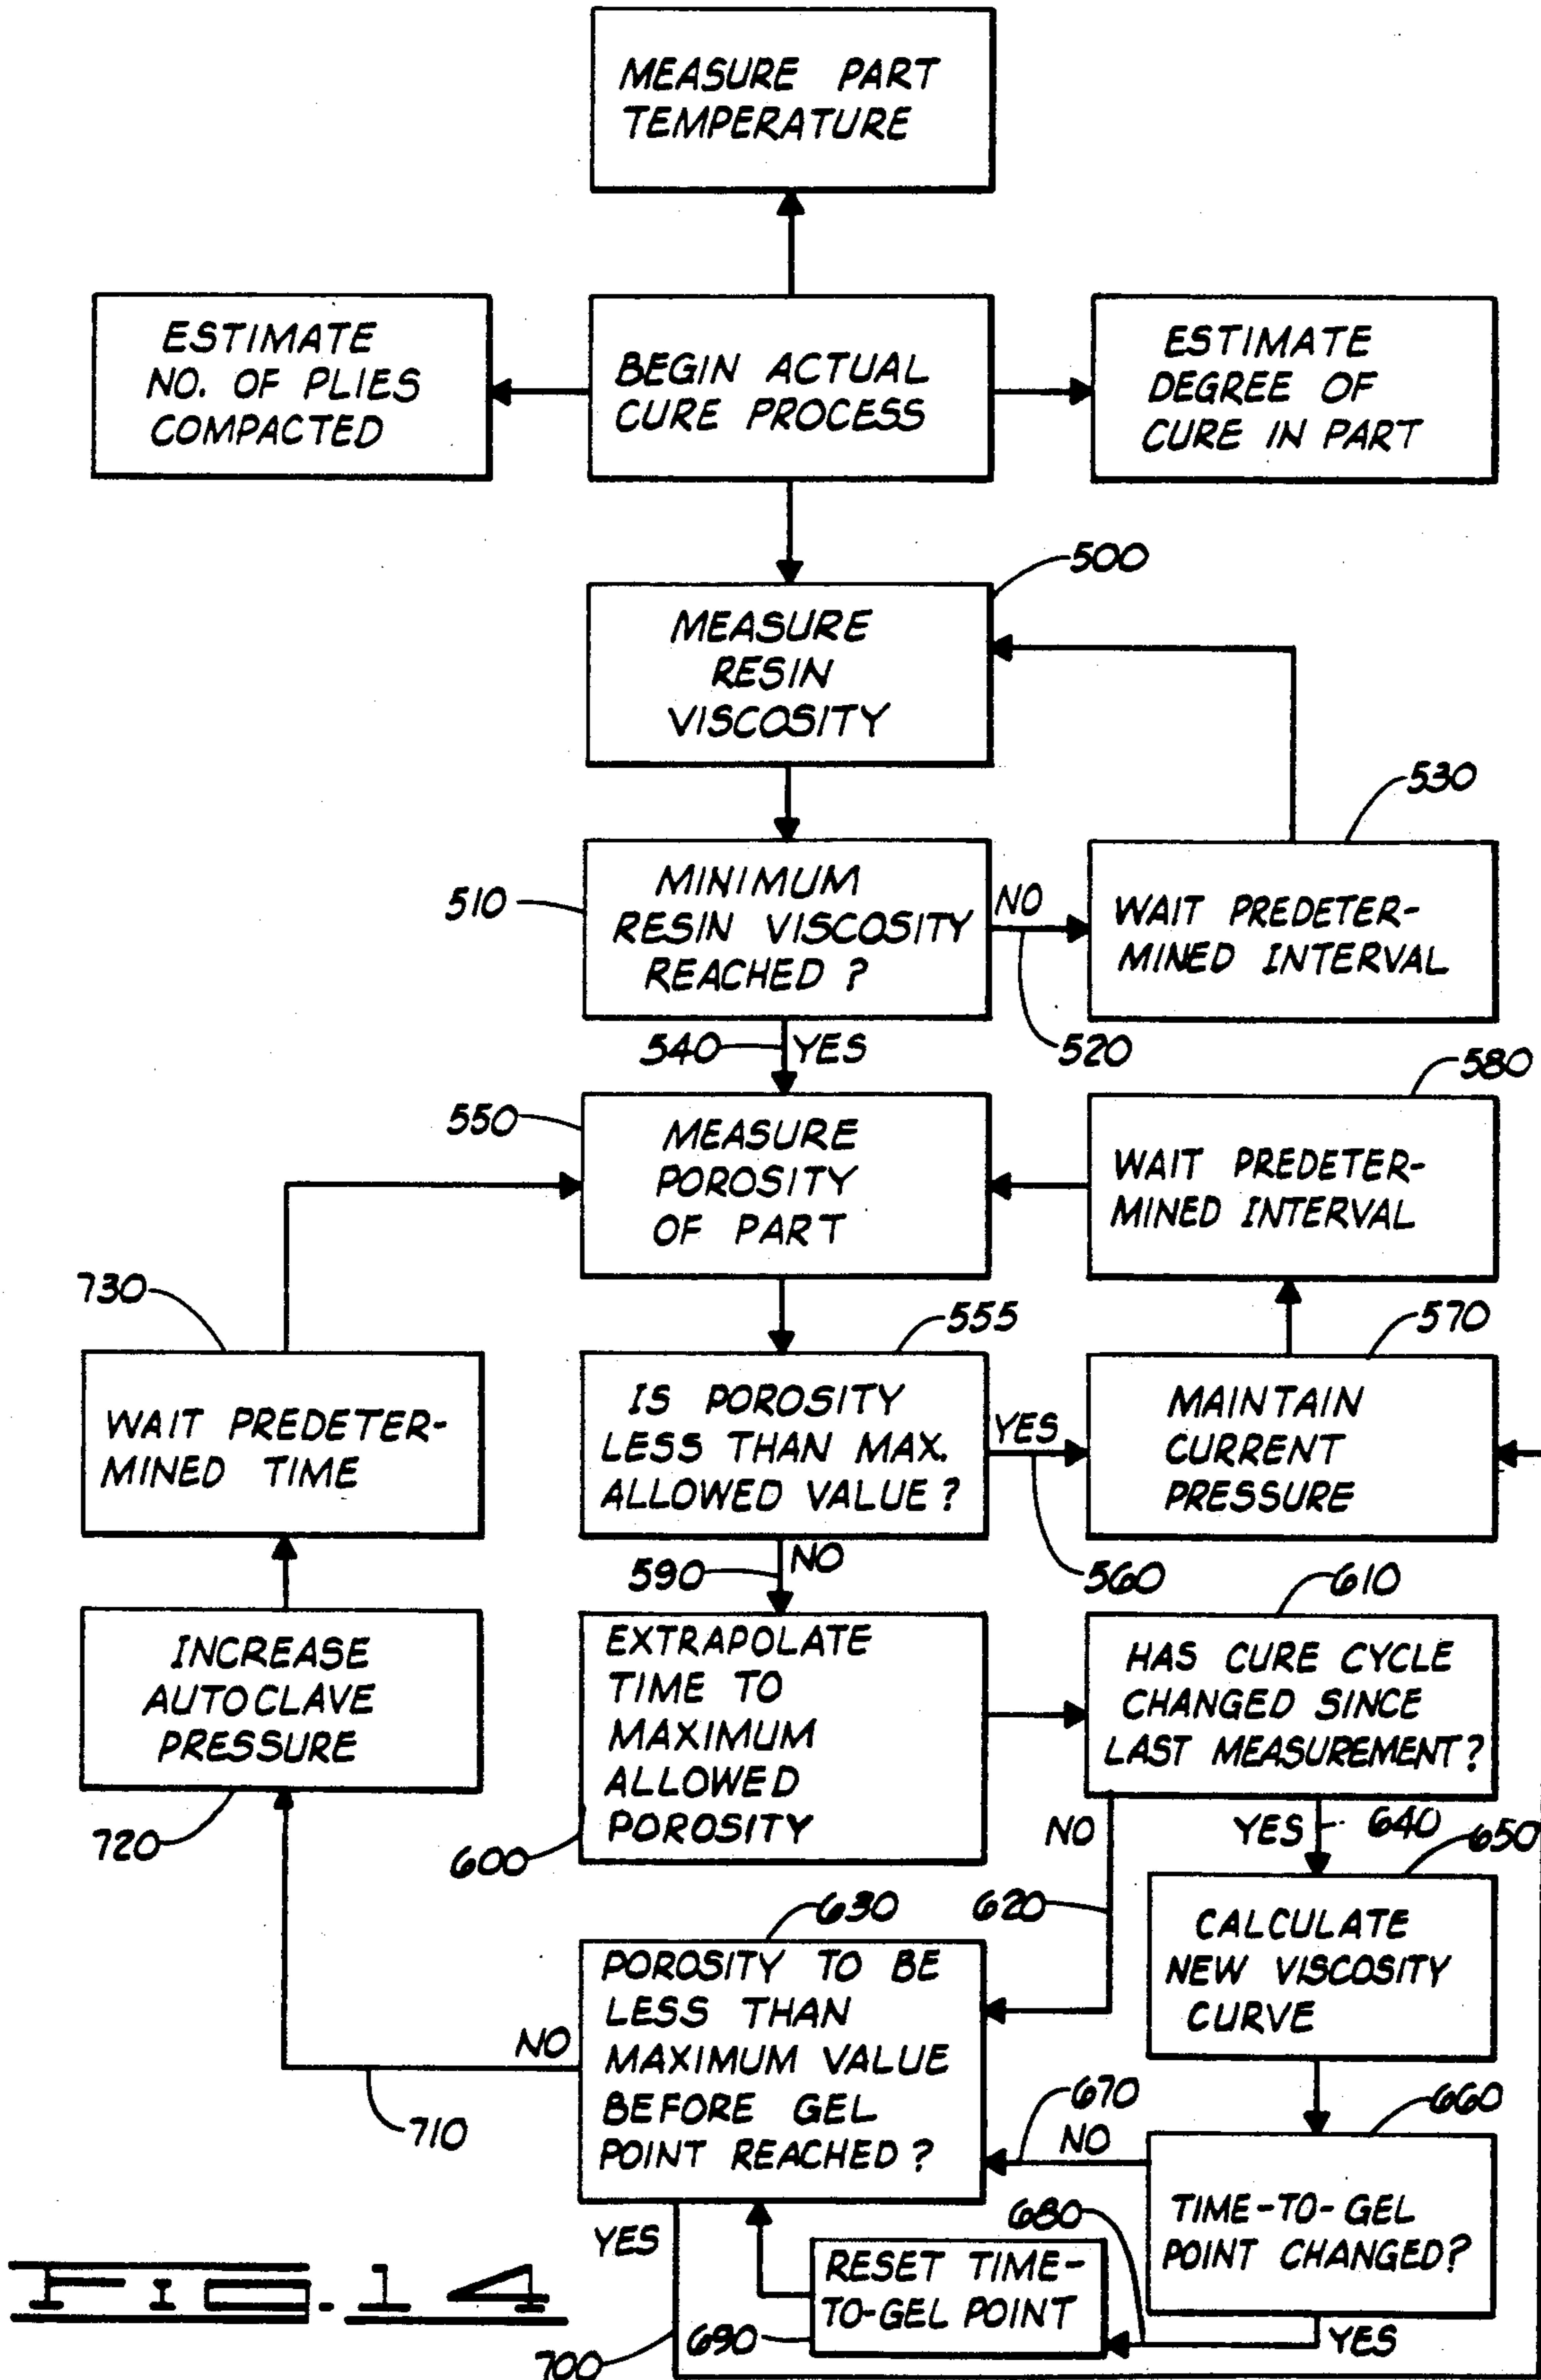 MEASURE PART
TEMPERATURE
ESTIMATE
NO. OF PLIES
COMPACTED
BEGIN ACTUAL
CURE PROCESS
ESTIMATE
DEGREE OF
CURE IN PART
500
MEASURE
RESIN
VISCOSITY
530
510
MINIMUM
RESIN VISCOSITY
REACHED ?
NO
520
WAIT PREDETER-
MINED INTERVAL
540
YES
580
550
MEASURE
POROSITY
OF PART
WAIT PREDETER-
MINED INTERVAL
730
555
570
WAIT PREDETER-
MINED TIME
IS POROSITY
LESS THAN MAX.
ALLOWED VALUE ?
YES
560
MAINTAIN
CURRENT
PRESSURE
590
NO
610
INCREASE
AUTOCLAVE
PRESSURE
720
EXTRAPOLATE
TIME TO
MAXIMUM
ALLOWED
POROSITY
600
HAS CURE CYCLE
CHANGED SINCE
LAST MEASUREMENT ?
NO
620
YES
640
650
630
POROSITY TO BE
LESS THAN
MAXIMUM VALUE
BEFORE GEL
POINT REACHED ?
NO
710
CALCULATE
NEW VISCOSITY
CURVE
670
NO
660
TIME-TO-GEL
POINT CHANGED?
YES
680
RESET TIME-
TO-GEL POINT
690
YES
700
FIG. 14